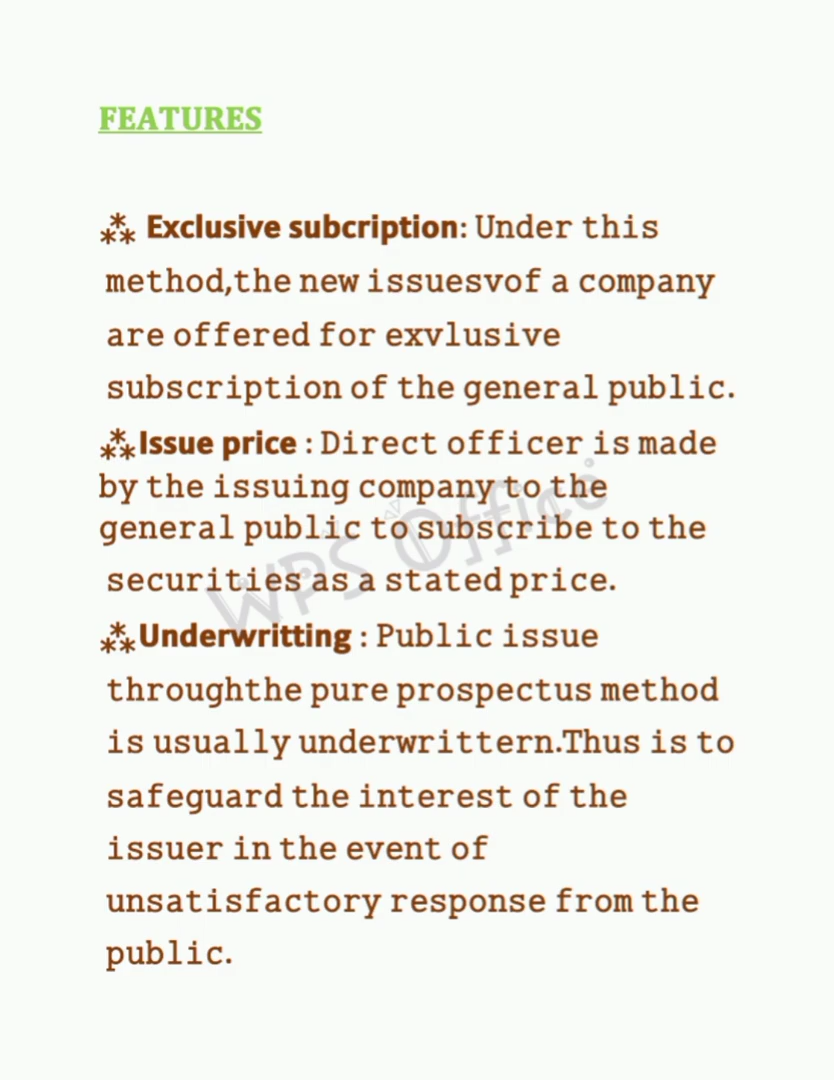 FEATURES
⁂ Exclusive subcription: Under this
method,the new issuesvof a company
are offered for exvlusive
subscription of the general public.
⁂Issue price : Direct officer is made
by the issuing company to the
general public to subscribe to the
securities as a stated price.
⁂Underwritting : Public issue
throughthe pure prospectus method
is usually underwrittern.Thus is to
safeguard the interest of the
issuer in the event of
unsatisfactory response from the
public.
WPS Office